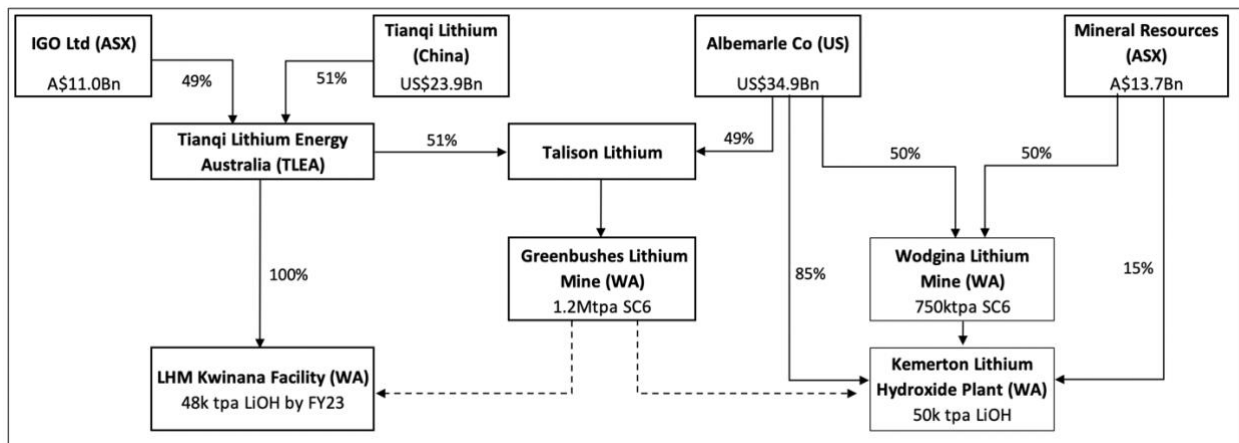 IGO Ltd (ASX)
A$11.0Bn
Tianqi Lithium
(China)
US$23.9Bn
Albemarle Co (US)
US$34.9Bn
Mineral Resources
(ASX)
A$13.7Bn
49%
51%
Tianqi Lithium Energy
Australia (TLEA)
51%
Talison Lithium
49%
50%
50%
100%
Greenbushes Lithium
Mine (WA)
1.2Mtpa SC6
85%
Wodgina Lithium
Mine (WA)
750ktpa SC6
15%
LHM Kwinana Facility (WA)
48k tpa LiOH by FY23
Kemerton Lithium
Hydroxide Plant (WA)
50k tpa LiOH